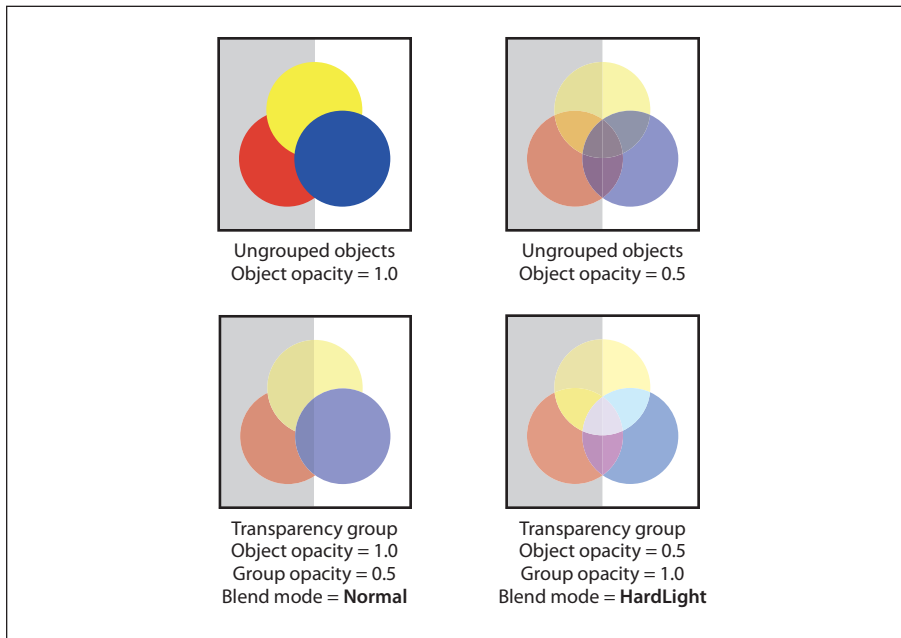 Ungrouped objects
Object opacity = 1.0
Ungrouped objects
Object opacity = 0.5
Transparency group
Object opacity = 1.0
Group opacity = 0.5
Blend mode = Normal
Transparency group
Object opacity = 0.5
Group opacity = 1.0
Blend mode = HardLight